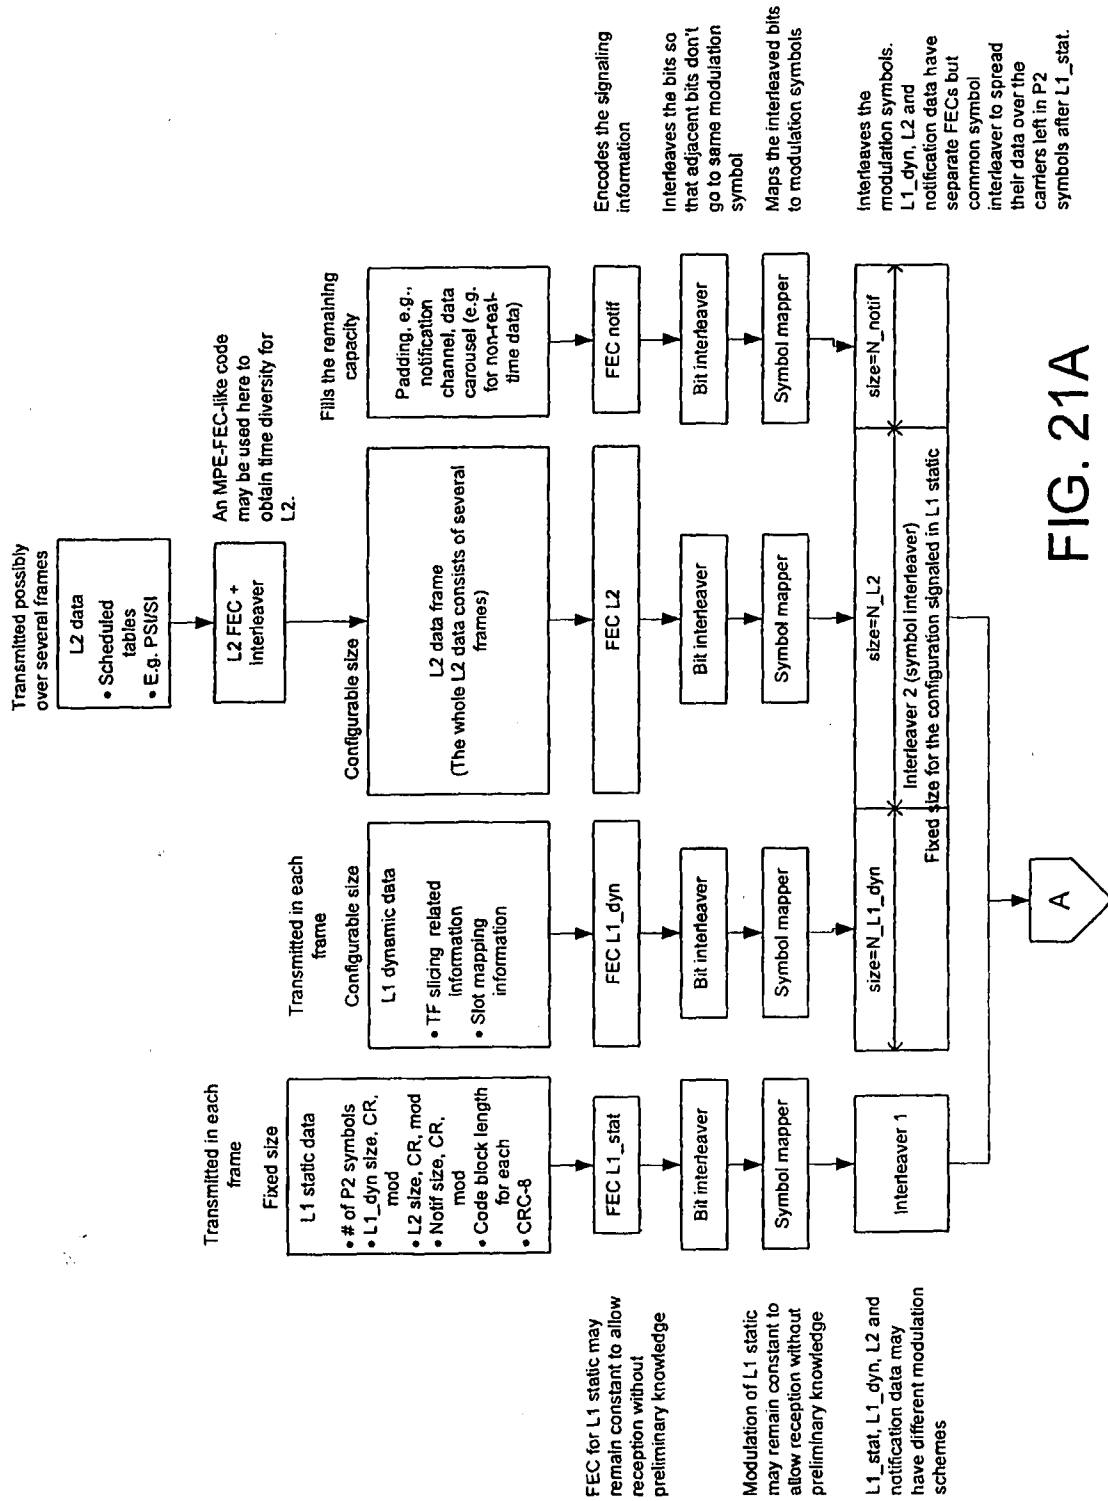 Transmitted possibly
over several frames
L2 data
• Scheduled
tables
• E.g. PSI/SI
L2 FEC +
Interleaver
An MPE-FEC-like code
may be used here to
obtain time diversity for
L2.
Transmitted in each
frame
Fixed size
L1 static data
• # of P2 symbols
• L1_dyn size, CR,
mod
• L2 size, CR, mod
• Notif size, CR,
mod
• Code block length
for each
• CRC-8
Transmitted in each
frame
Configurable size
L1 dynamic data
• TF slicing related
information
• Slot mapping
information
Configurable size
L2 data frame
(The whole L2 data consists of several
frames)
Fills the remaining
capacity
Padding, e.g.,
notification
channel, data
carousel (e.g.
for non-real-
time data)
FEC for L1 static may
remain constant to allow
reception without
preliminary knowledge
FEC L1_stat
FEC L1_dyn
FEC L2
FEC notif
Encodes the signaling
information
Bit interleaver
Bit interleaver
Bit interleaver
Bit interleaver
Interleaves the bits so
that adjacent bits don't
go to same modulation
symbol
Modulation of L1 static
may remain constant to
allow reception without
preliminary knowledge
Symbol mapper
Symbol mapper
Symbol mapper
Symbol mapper
Maps the interleaved bits
to modulation symbols
L1_stat, L1_dyn, L2 and
notification data may
have different modulation
schemes
Interleaver 1
size=N_L1_dyn
size=N_L2
size=N_notif
Interleaver 2 (symbol interleaver)
Fixed size for the configuration signaled in L1 static
Interleaves the
modulation symbols.
L1_dyn, L2 and
notification data have
separate FECs but
common symbol
interleaver to spread
their data over the
carriers left in P2
symbols after L1_stat.
A
FIG. 21A